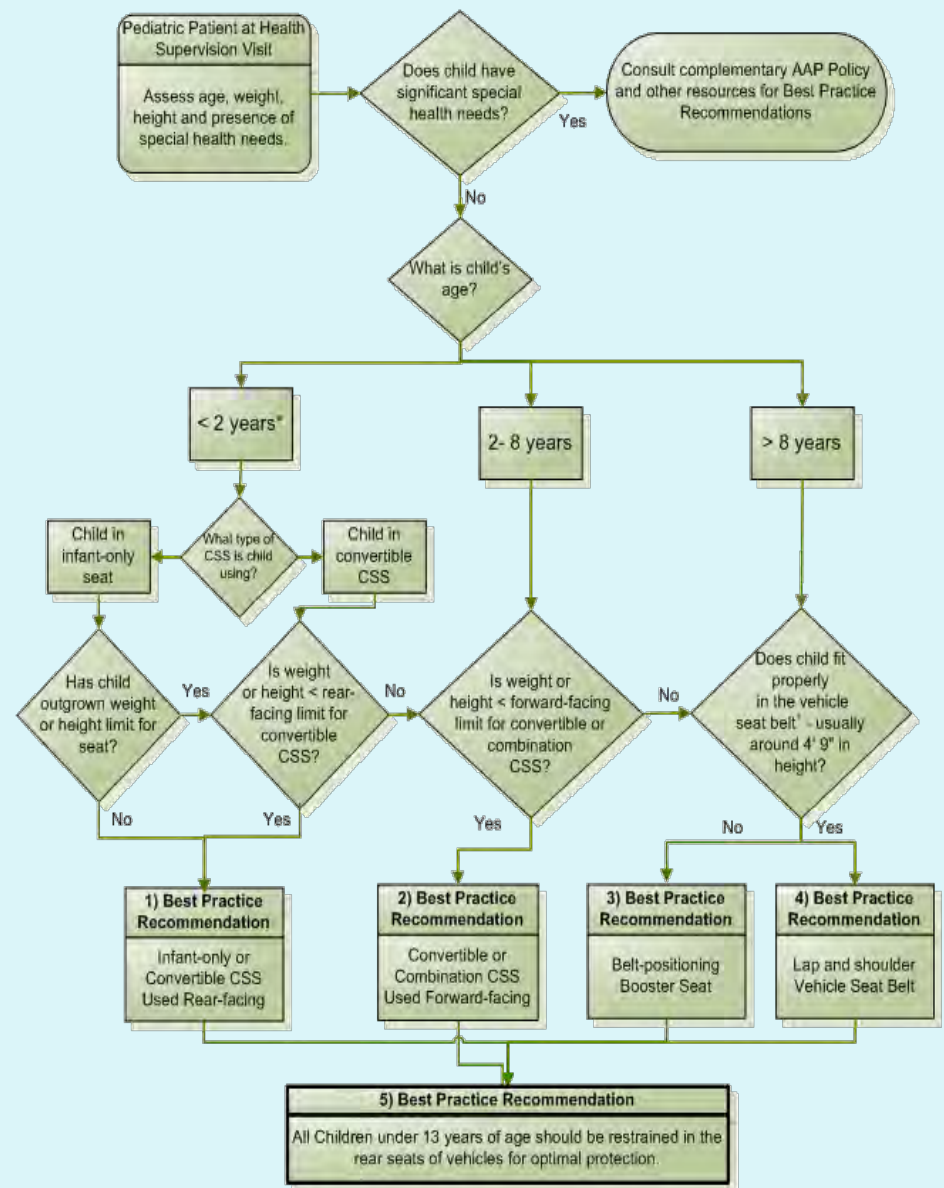 Pediatric Patient at Health
Supervision Visit
Assess age, weight,
height and presence of
special health needs.
Does child have
significant special
health needs?
Yes
Consult complementary AAP Policy
and other resources for Best Practice
Recommendations
No
What is child's
age?
< 2 years*
2- 8 years
> 8 years
Child in
infant-only
seat
What type of
CSS is child
using?
Child in
convertible
CSS
Has child
outgrown weight
or height limit for
seat?
Yes
Is weight
or height < rear-
facing limit for
convertible
CSS?
No
Is weight or
height < forward-facing
limit for convertible or
combination
CSS?
No
Does child fit
properly
in the vehicle
seat belt† - usually
around 4' 9" in
height?
No
Yes
Yes
No
Yes
1) Best Practice
Recommendation
Infant-only or
Convertible CSS
Used Rear-facing
2) Best Practice
Recommendation
Convertible or
Combination CSS
Used Forward-facing
3) Best Practice
Recommendation
Belt-positioning
Booster Seat
4) Best Practice
Recommendation
Lap and shoulder
Vehicle Seat Belt
5) Best Practice Recommendation
All Children under 13 years of age should be restrained in the
rear seats of vehicles for optimal protection.